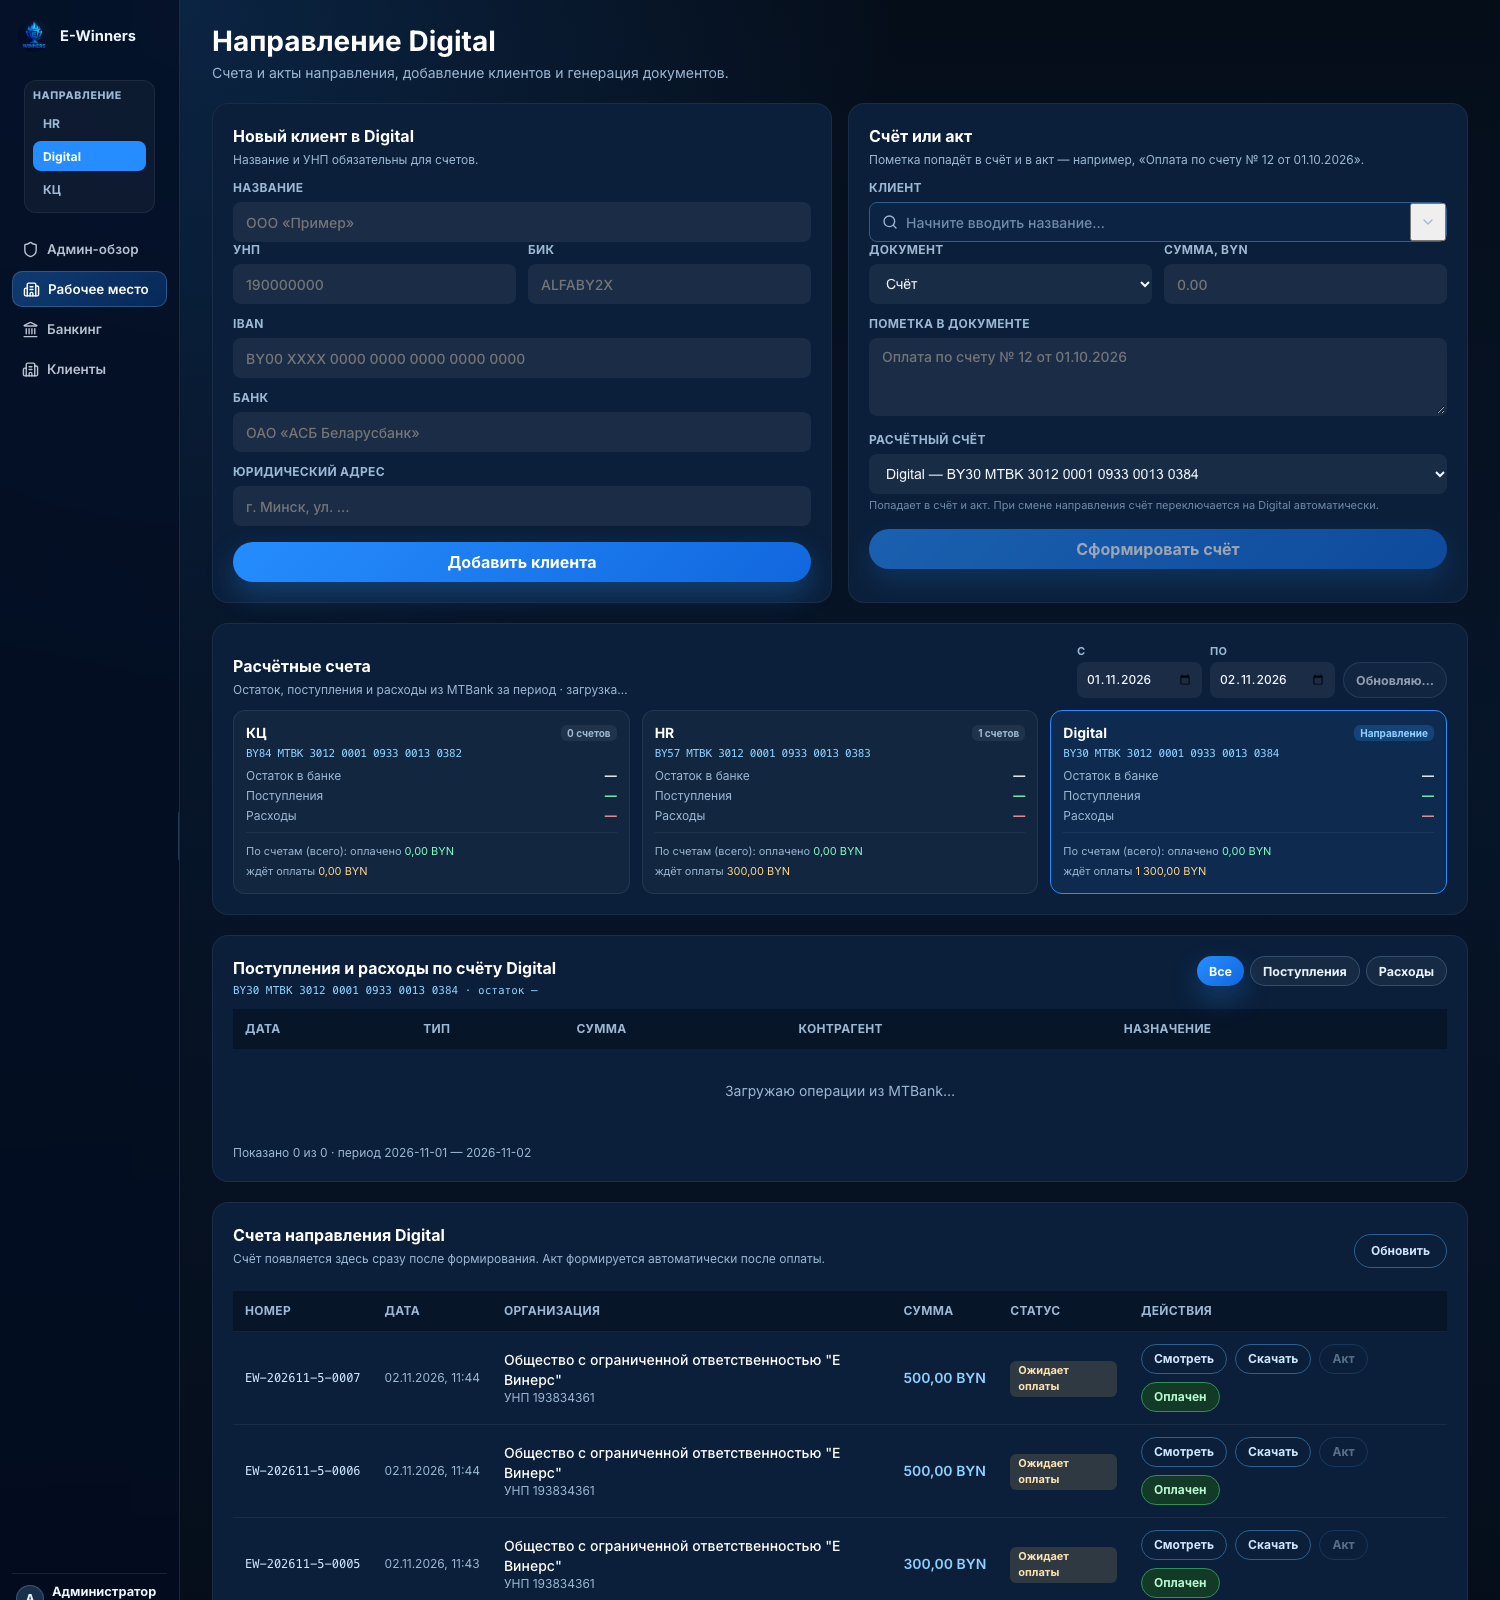 E-Winners
НАПРАВЛЕНИЕ
HR
Digital
КЦ
Админ-обзор
Рабочее место
Банкинг
Клиенты
Администратор
Направление Digital
Счета и акты направления, добавление клиентов и генерация документов.
Новый клиент в Digital
Название и УНП обязательны для счетов.
НАЗВАНИЕ
ООО «Пример»
УНП
БИК
190000000
ALFABY2X
IBAN
BY00 XXXX 0000 0000 0000 0000 0000
БАНК
ОАО «АСБ Беларусбанк»
ЮРИДИЧЕСКИЙ АДРЕС
г. Минск, ул. ...
Добавить клиента
Счёт или акт
Пометка попадёт в счёт и в акт — например, «Оплата по счету № 12 от 01.10.2026».
КЛИЕНТ
Начните вводить название...
ДОКУМЕНТ
СУММА, BYN
Счёт
0.00
ПОМЕТКА В ДОКУМЕНТЕ
Оплата по счету № 12 от 01.10.2026
РАСЧЁТНЫЙ СЧЁТ
Digital — BY30 MTBK 3012 0001 0933 0013 0384
Попадает в счёт и акт. При смене направления счёт переключается на Digital автоматически.
Сформировать счёт
Расчётные счета
Остаток, поступления и расходы из MTBank за период · загрузка...
С
ПО
01.11.2026
02.11.2026
Обновляю...
КЦ
0 счетов
BY84 MTBK 3012 0001 0933 0013 0382
Остаток в банке —
Поступления —
Расходы —
По счетам (всего): оплачено 0,00 BYN
ждёт оплаты 0,00 BYN
HR
1 счетов
BY57 MTBK 3012 0001 0933 0013 0383
Остаток в банке —
Поступления —
Расходы —
По счетам (всего): оплачено 0,00 BYN
ждёт оплаты 300,00 BYN
Digital
Направление
BY30 MTBK 3012 0001 0933 0013 0384
Остаток в банке —
Поступления —
Расходы —
По счетам (всего): оплачено 0,00 BYN
ждёт оплаты 1 300,00 BYN
Поступления и расходы по счёту Digital
BY30 MTBK 3012 0001 0933 0013 0384 · остаток —
Все
Поступления
Расходы
ДАТА ТИП СУММА КОНТРАГЕНТ НАЗНАЧЕНИЕ
Загружаю операции из MTBank...
Показано 0 из 0 · период 2026-11-01 — 2026-11-02
Счета направления Digital
Счёт появляется здесь сразу после формирования. Акт формируется автоматически после оплаты.
Обновить
НОМЕР ДАТА ОРГАНИЗАЦИЯ СУММА СТАТУС ДЕЙСТВИЯ
EW-202611-5-0007
02.11.2026, 11:44
Общество с ограниченной ответственностью "Е
Винерс"
УНП 193834361
500,00 BYN
Ожидает
оплаты
Смотреть Скачать Акт
Оплачен
EW-202611-5-0006
02.11.2026, 11:44
Общество с ограниченной ответственностью "Е
Винерс"
УНП 193834361
500,00 BYN
Ожидает
оплаты
Смотреть Скачать Акт
Оплачен
EW-202611-5-0005
02.11.2026, 11:43
Общество с ограниченной ответственностью "Е
Винерс"
УНП 193834361
300,00 BYN
Ожидает
оплаты
Смотреть Скачать Акт
Оплачен